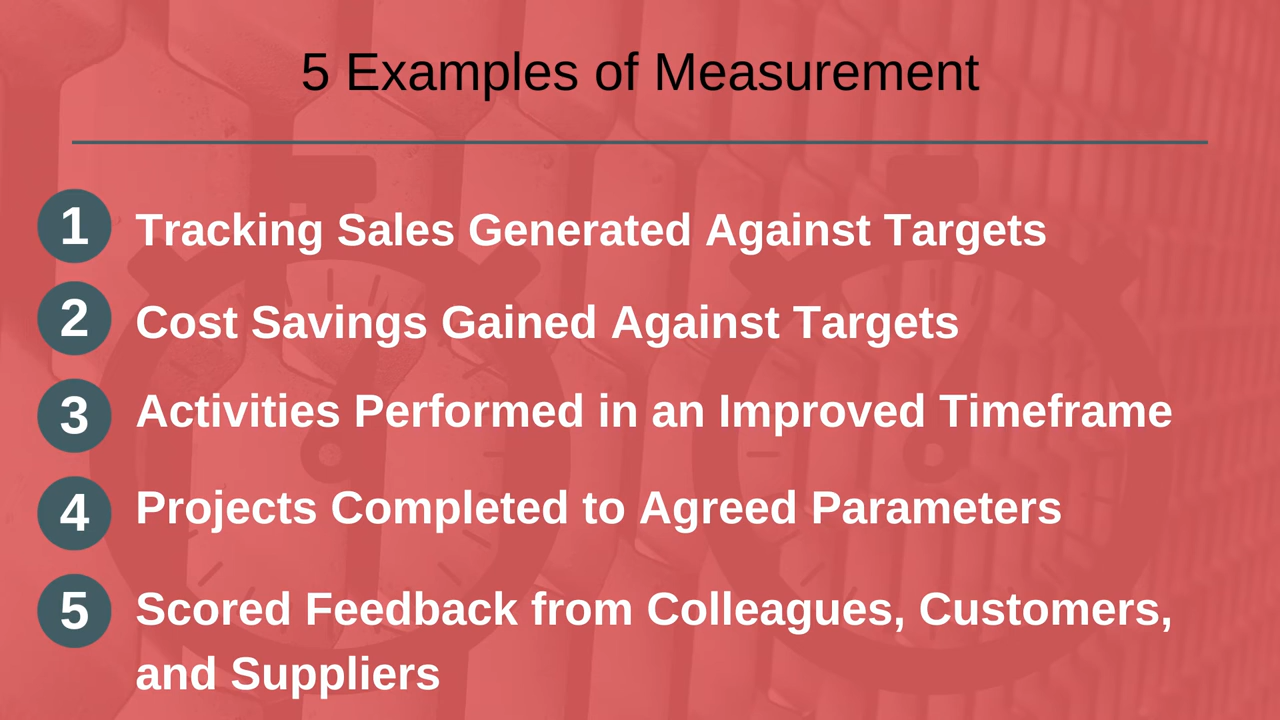 5 Examples of Measurement
1 Tracking Sales Generated Against Targets
2 Cost Savings Gained Against Targets
3 Activities Performed in an Improved Timeframe
4 Projects Completed to Agreed Parameters
5 Scored Feedback from Colleagues, Customers,
and Suppliers